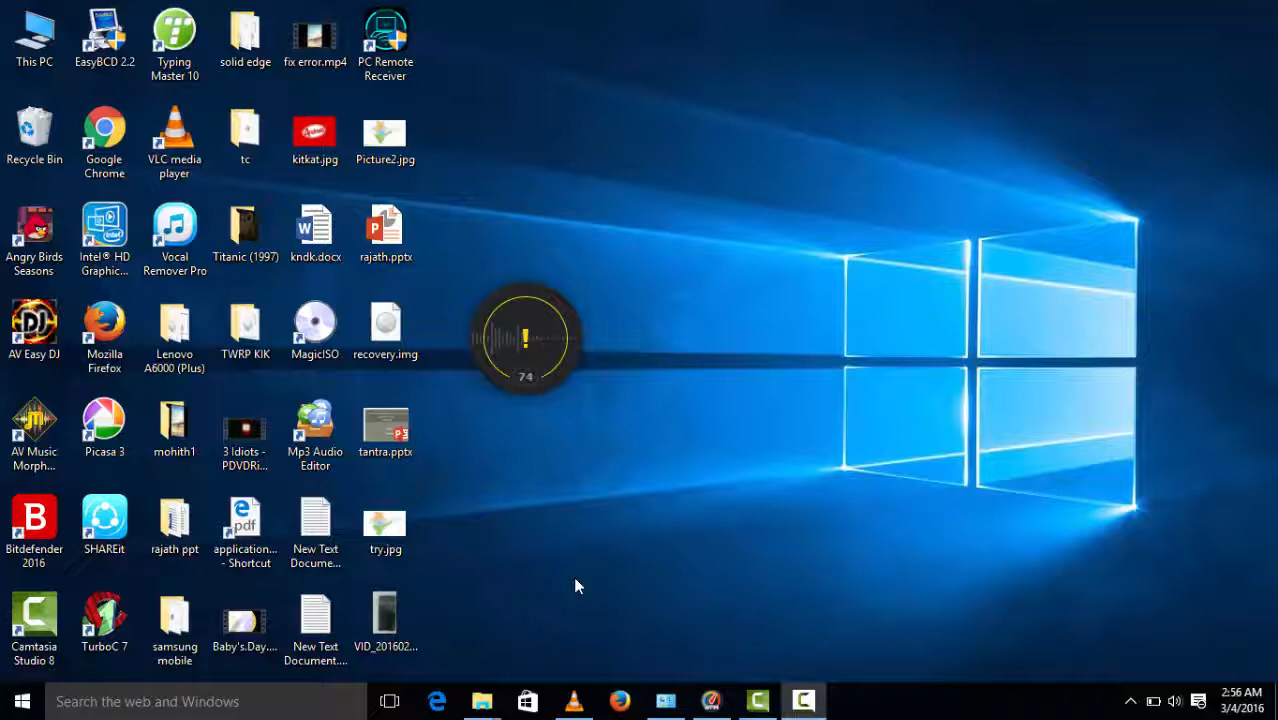 This PC
EasyBCD 2.2
Typing
Master 10
solid edge
fix error.mp4
PC Remote
Receiver
Recycle Bin
Google
Chrome
VLC media
player
tc
kitkat.jpg
Picture2.jpg
Angry Birds
Seasons
Intel® HD
Graphic...
Vocal
Remover Pro
Titanic (1997)
kndk.docx
rajath.pptx
AV Easy DJ
Mozilla
Firefox
Lenovo
A6000 (Plus)
TWRP KIK
MagicISO
recovery.img
!
74
AV Music
Morph...
Picasa 3
mohith1
3 Idiots -
PDVDRi...
Mp3 Audio
Editor
tantra.pptx
Bitdefender
2016
SHAREit
rajath ppt
application...
- Shortcut
New Text
Docume...
try.jpg
Camtasia
Studio 8
TurboC 7
samsung
mobile
Baby's.Day....
New Text
Document....
VID_201602...
Search the web and Windows
2:56 AM
3/4/2016